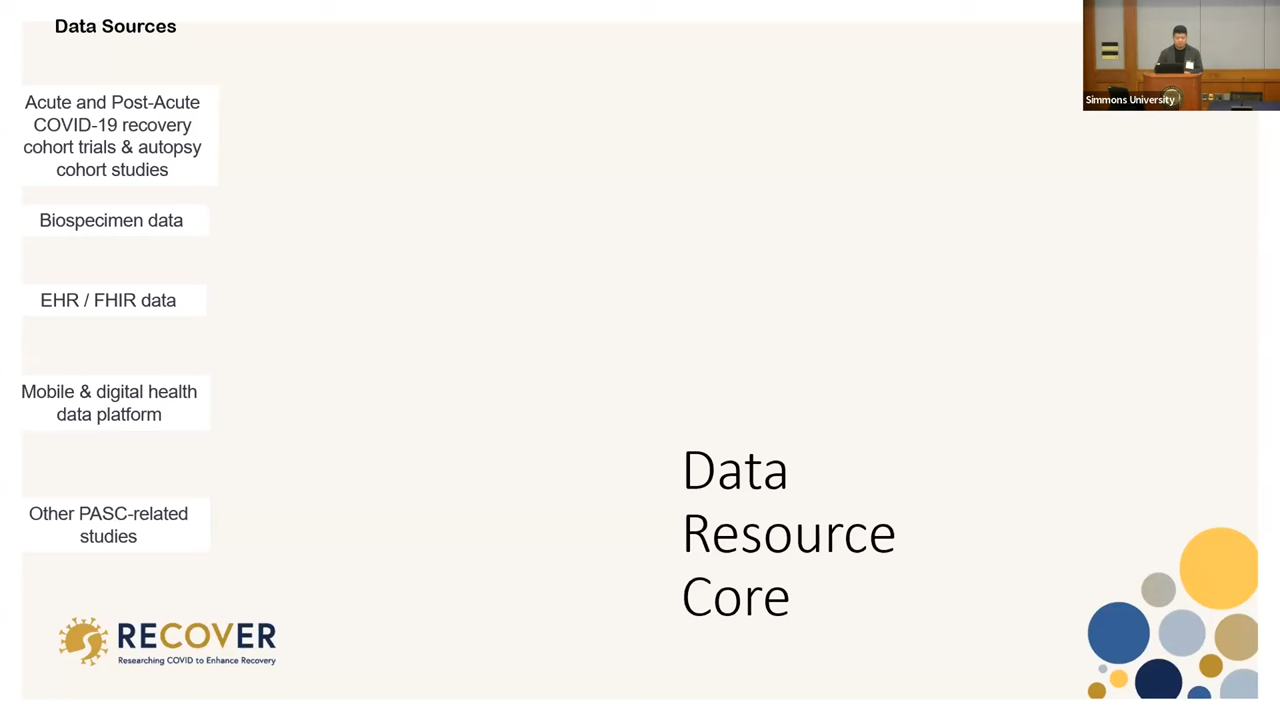 Data Sources
Simmons University
Acute and Post-Acute
COVID-19 recovery
cohort trials & autopsy
cohort studies
Biospecimen data
EHR / FHIR data
Mobile & digital health
data platform
Other PASC-related
studies
Data
Resource
Core
RECOVER
Researching COVID to Enhance Recovery